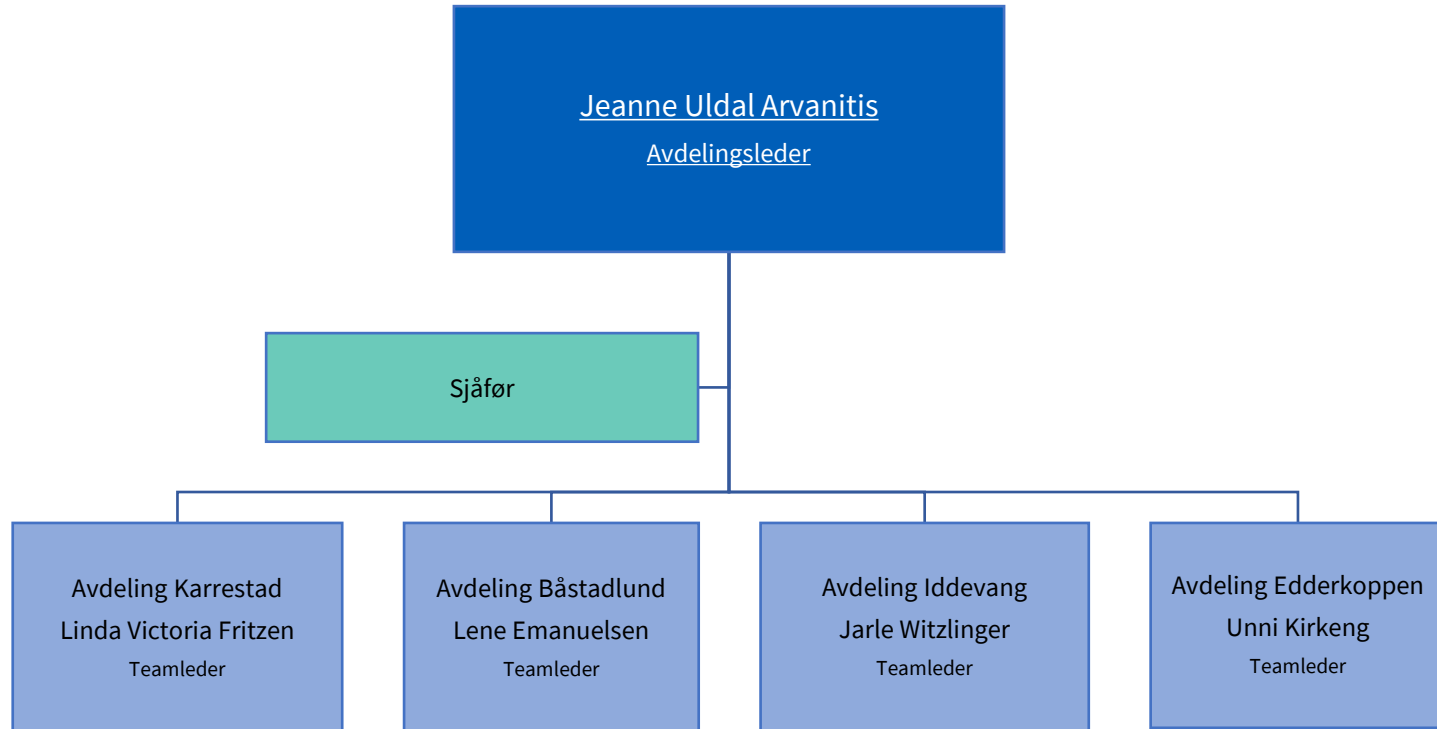 Jeanne Uldal Arvanitis
Avdelingsleder
Sjåfør
Avdeling Karrestad
Linda Victoria Fritzen
Teamleder
Avdeling Båstadlund
Lene Emanuelsen
Teamleder
Avdeling Iddevang
Jarle Witzlinger
Teamleder
Avdeling Edderkoppen
Unni Kirkeng
Teamleder